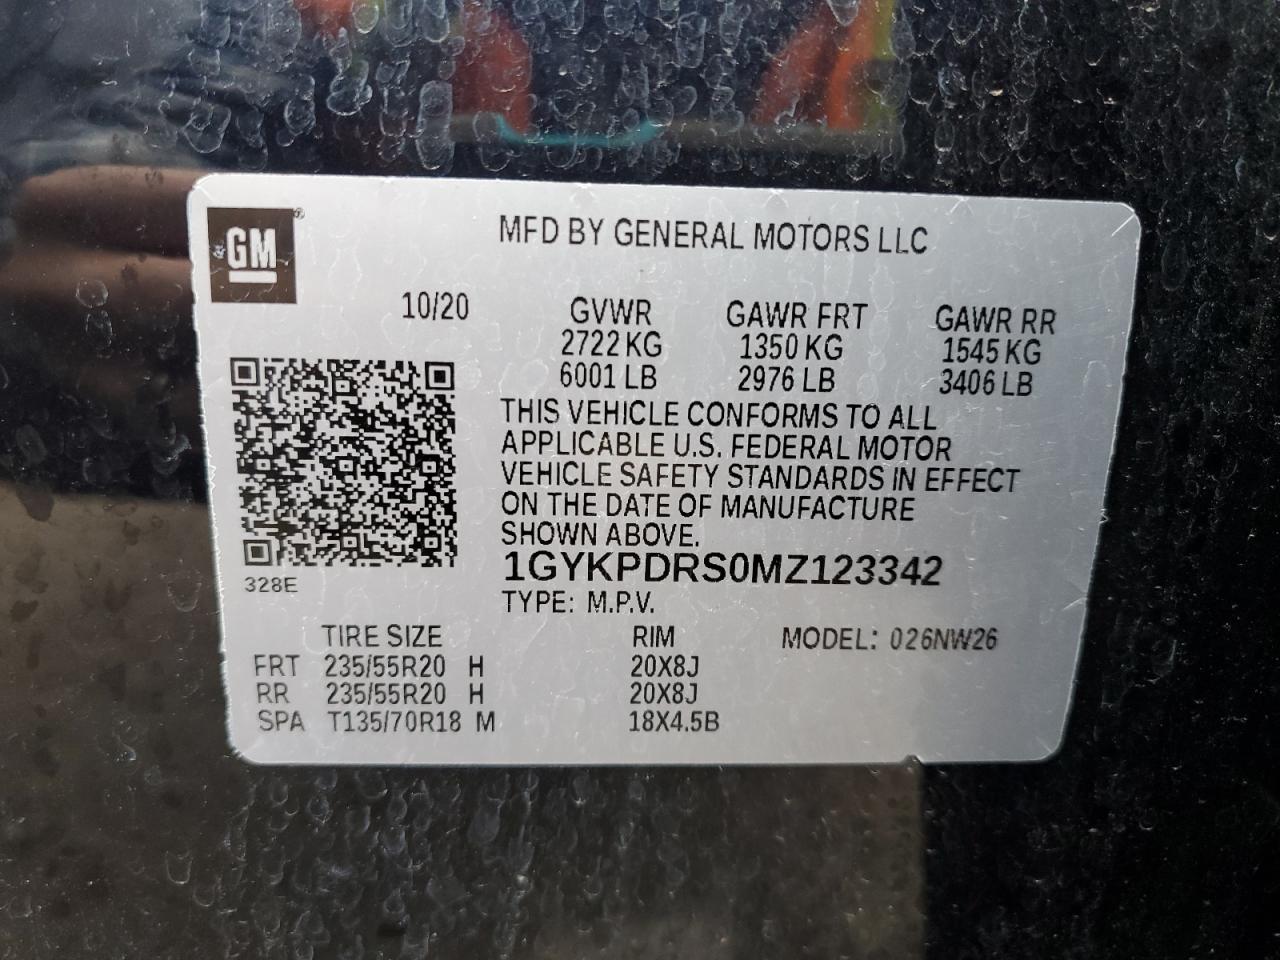 GM®
MFD BY GENERAL MOTORS LLC
10/20 GVWR GAWR FRT GAWR RR
2722 KG 1350 KG 1545 KG
6001 LB 2976 LB 3406 LB
THIS VEHICLE CONFORMS TO ALL
APPLICABLE U.S. FEDERAL MOTOR
VEHICLE SAFETY STANDARDS IN EFFECT
ON THE DATE OF MANUFACTURE
SHOWN ABOVE.
1GYKPDRS0MZ123342
328E
TYPE: M.P.V.
TIRE SIZE RIM MODEL: 026NW26
FRT 235/55R20 H 20X8J
RR 235/55R20 H 20X8J
SPA T135/70R18 M 18X4.5B